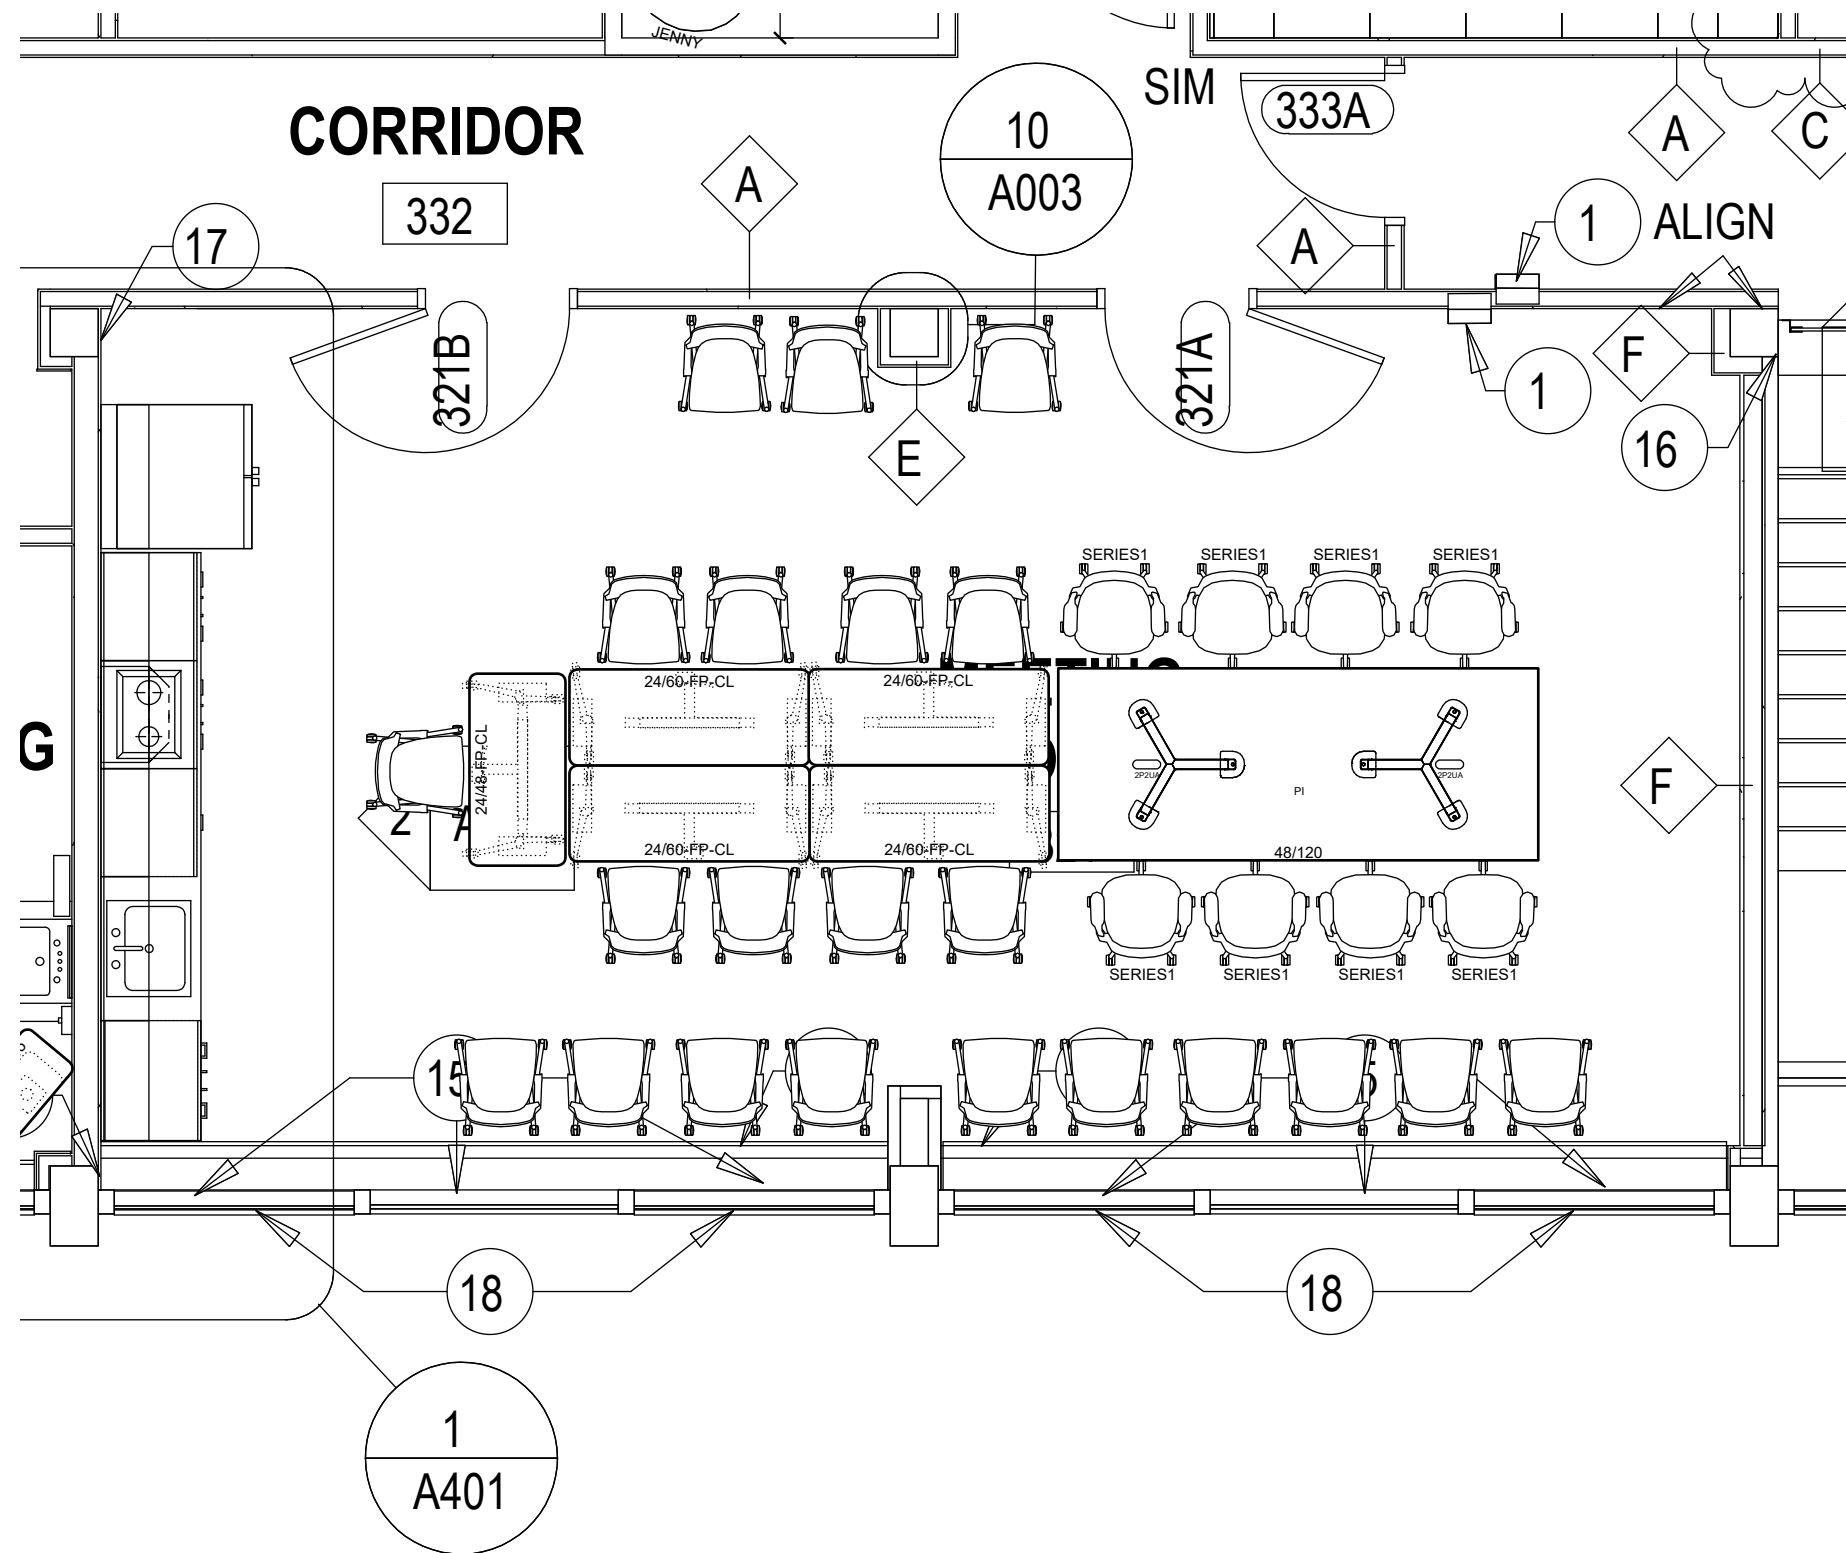 JENNY
SIM
333A
CORRIDOR
332
10
A003
A
A
C
17
A
1
ALIGN
321B
321A
F
1
E
16
SERIES1
SERIES1
SERIES1
SERIES1
24/60-FP-CL
24/60-FP-CL
24/48-FP-CL
G
2P2UA
2P2UA
PI
F
2
A
24/60-FP-CL
24/60-FP-CL
48/120
SERIES1
SERIES1
SERIES1
SERIES1
15
18
18
1
A401